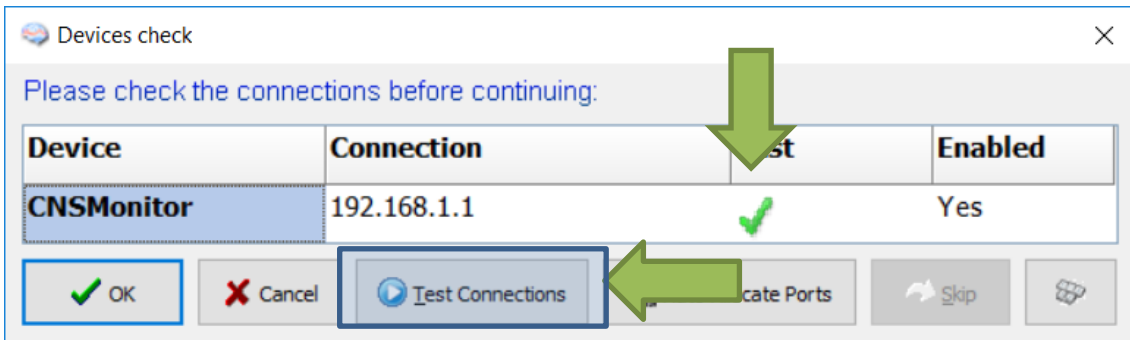 Devices check
Please check the connections before continuing:
Device Connection Enabled
CNSMonitor 192.168.1.1 Yes
OK Cancel Test Connections Ports Skip